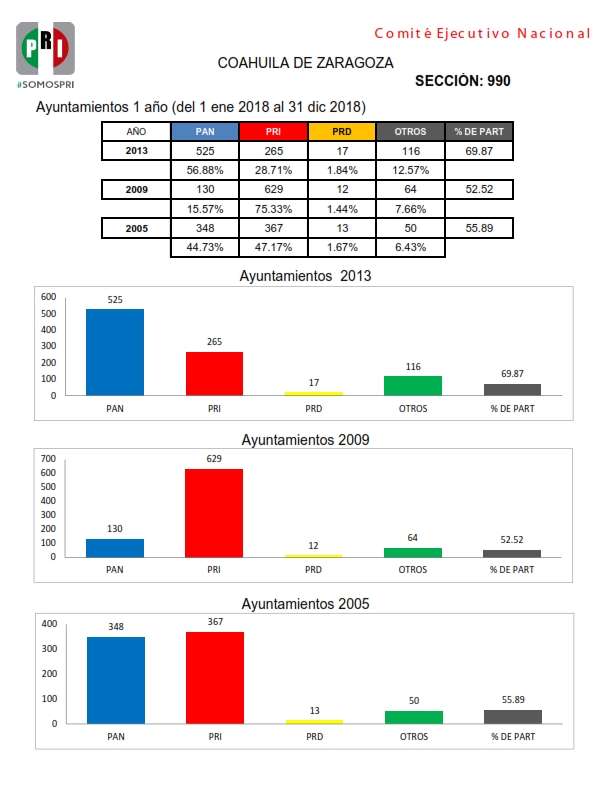 PRI
#SOMOSPRI
Comité Ejecutivo Nacional
COAHUILA DE ZARAGOZA
SECCIÓN: 990
Ayuntamientos 1 año (del 1 ene 2018 al 31 dic 2018)
AÑO PAN PRI PRD OTROS % DE PART
2013 525 265 17 116 69.87
56.88% 28.71% 1.84% 12.57%
2009 130 629 12 64 52.52
15.57% 75.33% 1.44% 7.66%
2005 348 367 13 50 55.89
44.73% 47.17% 1.67% 6.43%
Ayuntamientos 2013
600
500
400
300
200
100
0
525 265 17 116 69.87
PAN PRI PRD OTROS % DE PART
Ayuntamientos 2009
700
600
500
400
300
200
100
0
130 629 12 64 52.52
PAN PRI PRD OTROS % DE PART
Ayuntamientos 2005
400
300
200
100
0
348 367 13 50 55.89
PAN PRI PRD OTROS % DE PART